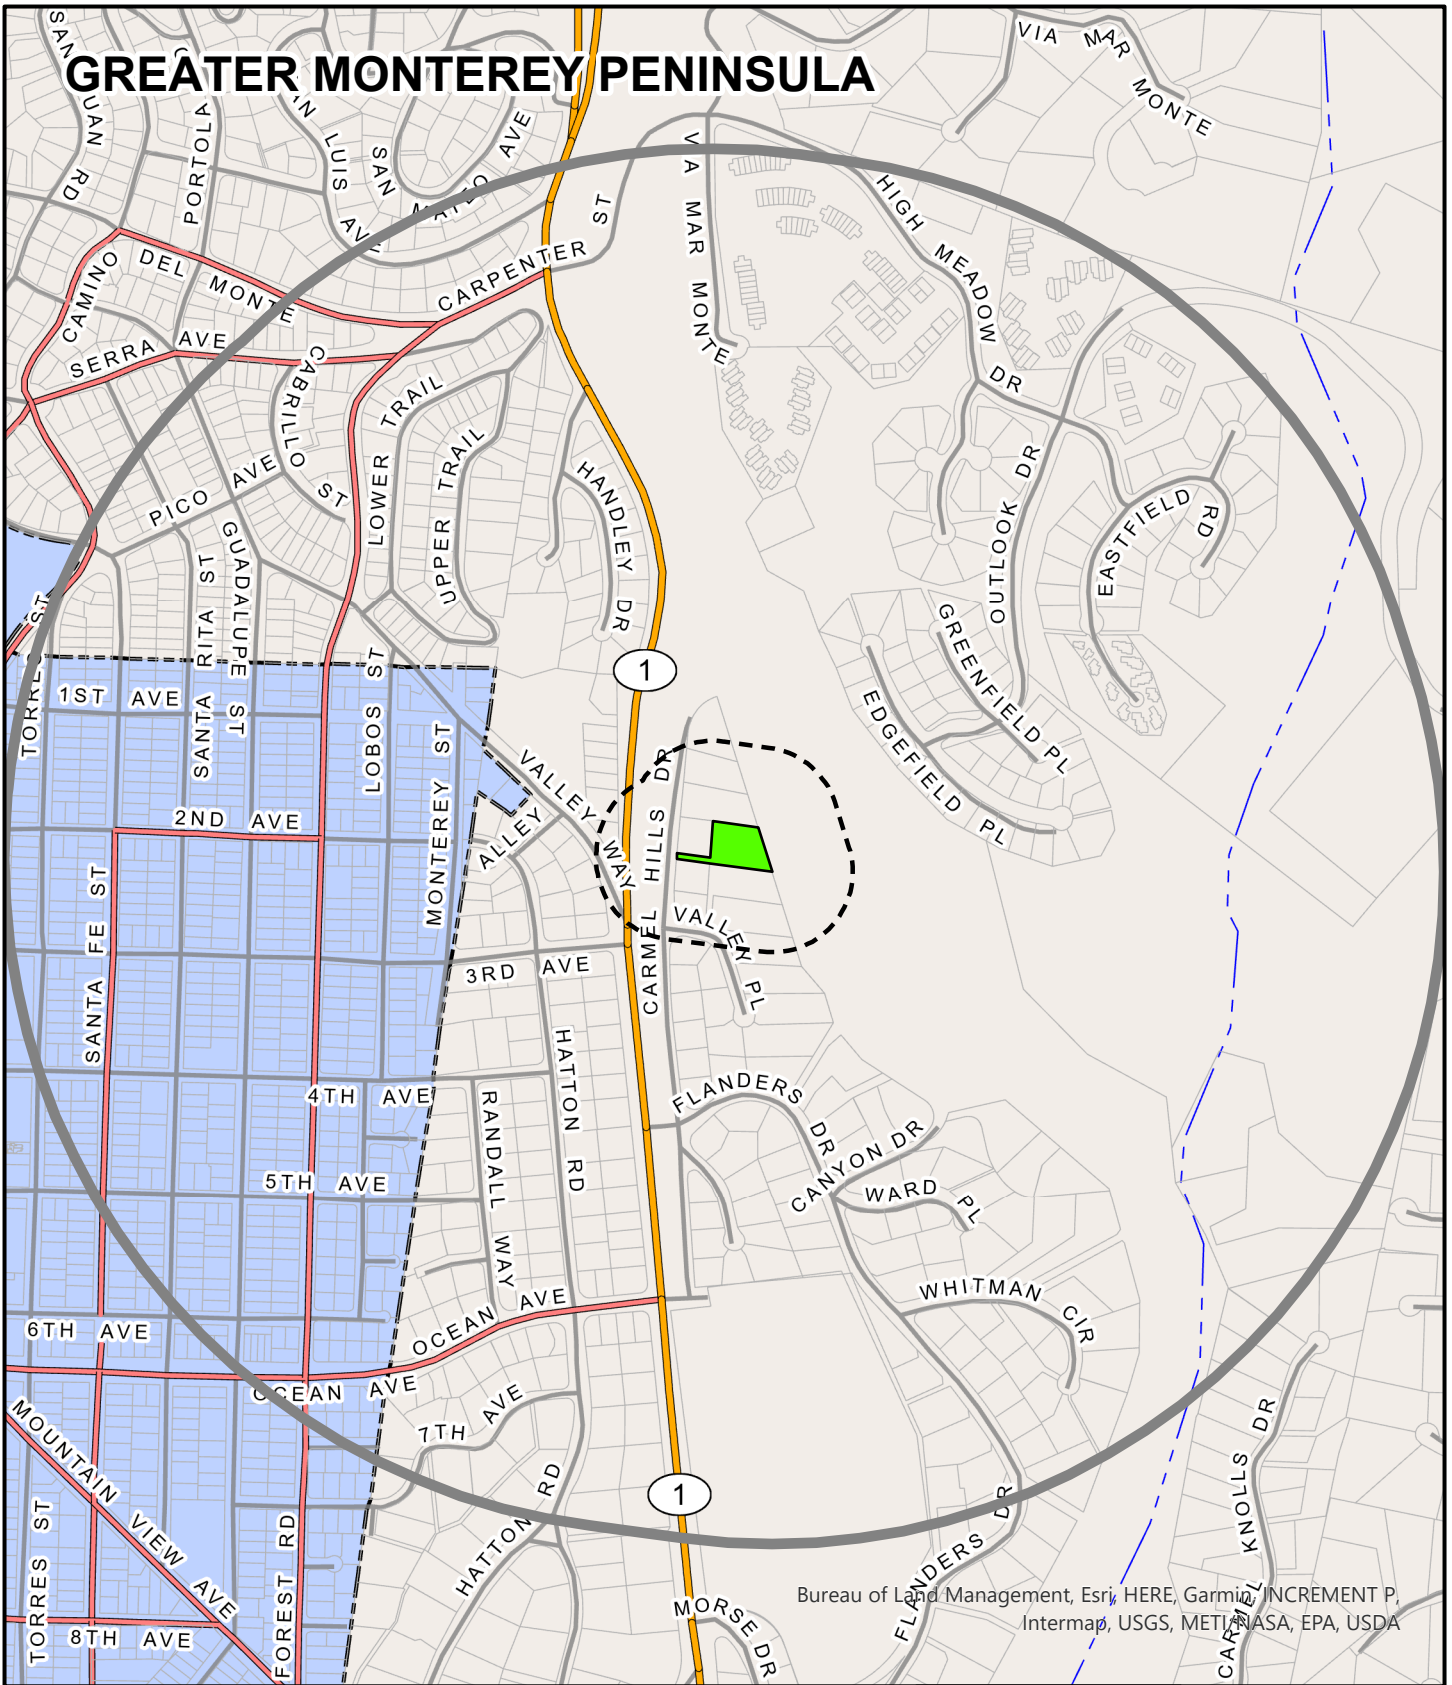 GREATER MONTEREY PENINSULA
SAN JUAN RD
PORTOLA
SAN LUIS AVE
SAN MATEO AVE
VIA MAR MONTE
VIA MAR MONTE
HIGH MEADOW DR
CAMINO DEL MONTE
CARPENTER ST
SERRA AVE
CABRILLO ST
LOWER TRAIL
UPPER TRAIL
PICO AVE
HANDLEY DR
OUTLOOK DR
EASTFIELD RD
GREENFIELD PL
EDGEFIELD PL
SANTA RITA ST
GUADALUPE ST
TORRES ST
1ST AVE
LOBOS ST
MONTEREY ST
1
VALLEY WAY
ALLEY
2ND AVE
CARMEL HILLS DR
VALLEY PL
SANTA FE ST
3RD AVE
HATTON RD
RANDALL WAY
4TH AVE
FLANDERS DR
CANYON DR
WARD PL
5TH AVE
WHITMAN CIR
6TH AVE
OCEAN AVE
OCEAN AVE
7TH AVE
1
HATTON RD
MOUNTAIN VIEW AVE
TORRES ST
FOREST RD
8TH AVE
MORSE DR
FLANDERS DR
CARMEL KNOLLS DR
Bureau of Land Management, Esri, HERE, Garmin, INCREMENT P,
Intermap, USGS, METI/NASA, EPA, USDA